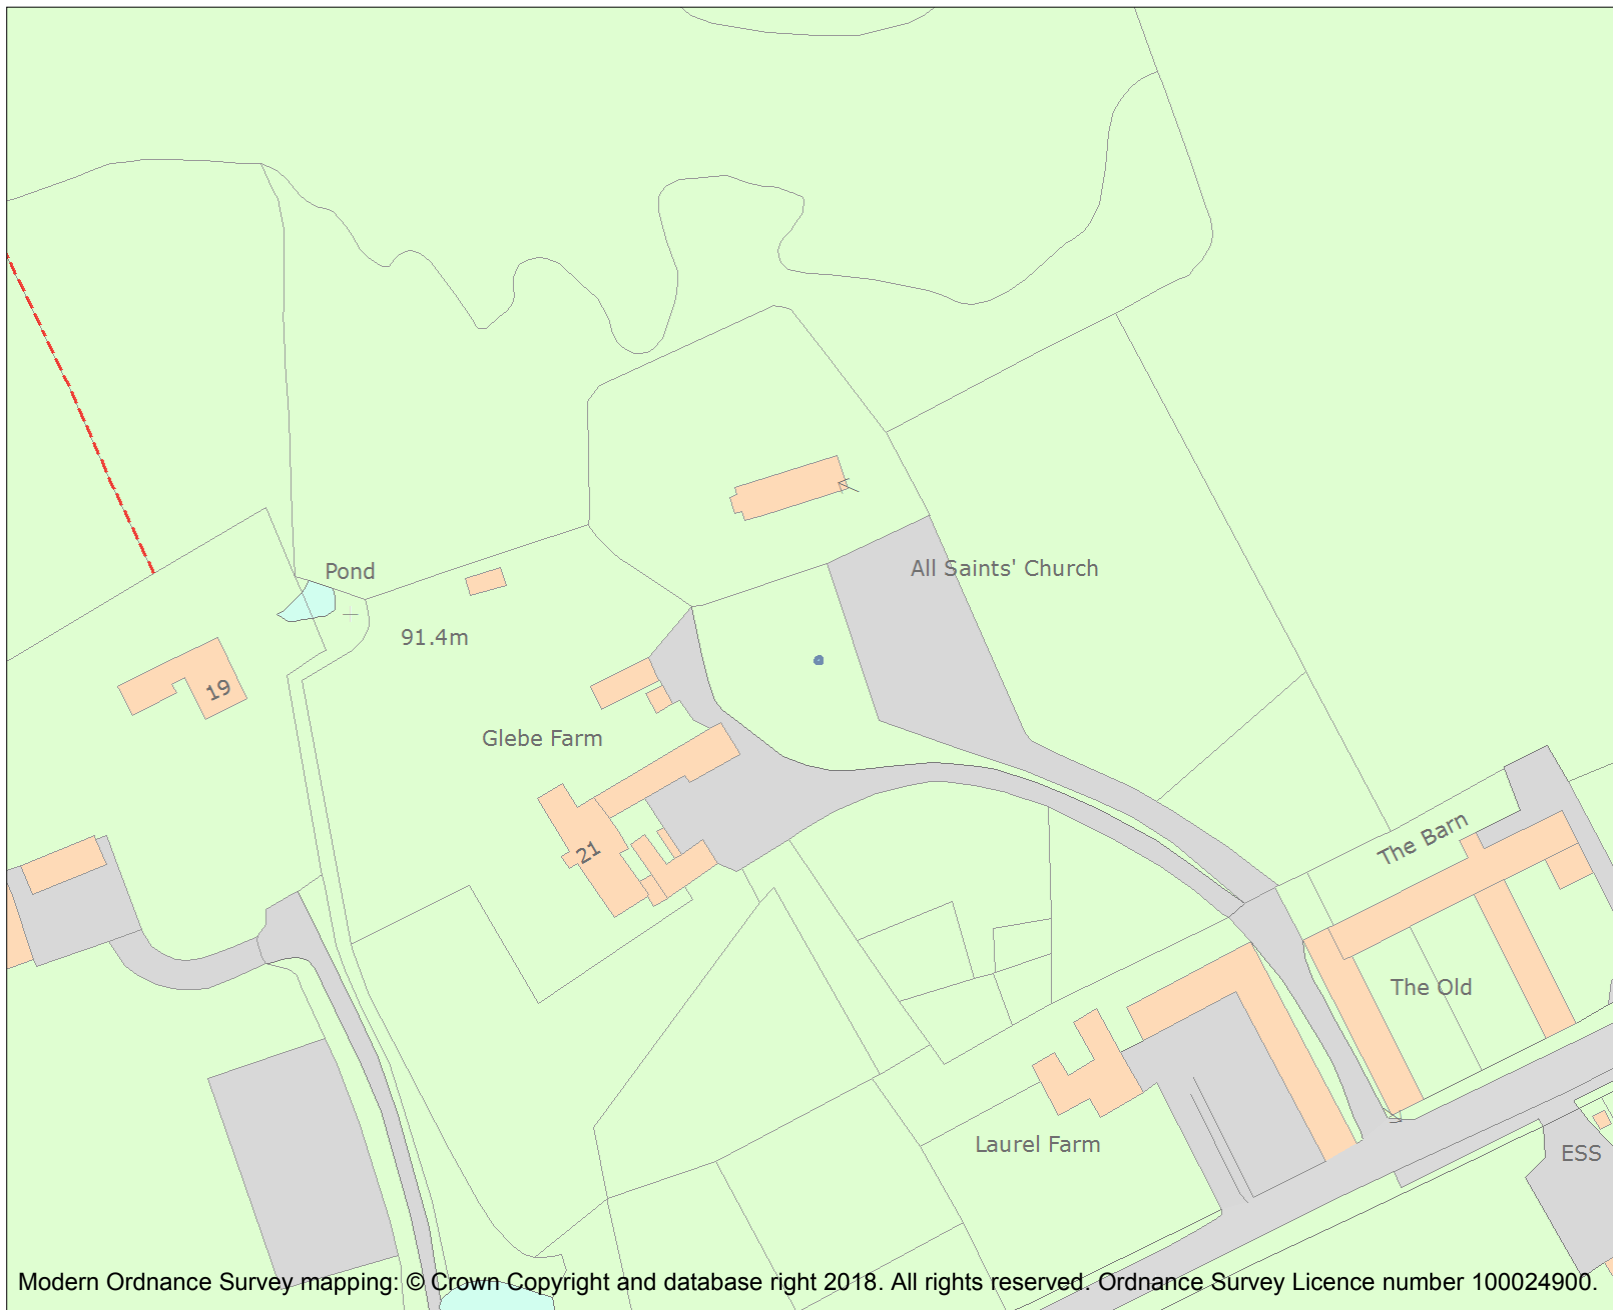 Pond
All Saints' Church
91.4m
19
Glebe Farm
21
The Barn
The Old
Laurel Farm
ESS
Modern Ordnance Survey mapping: © Crown Copyright and database right 2018. All rights reserved. Ordnance Survey Licence number 100024900.